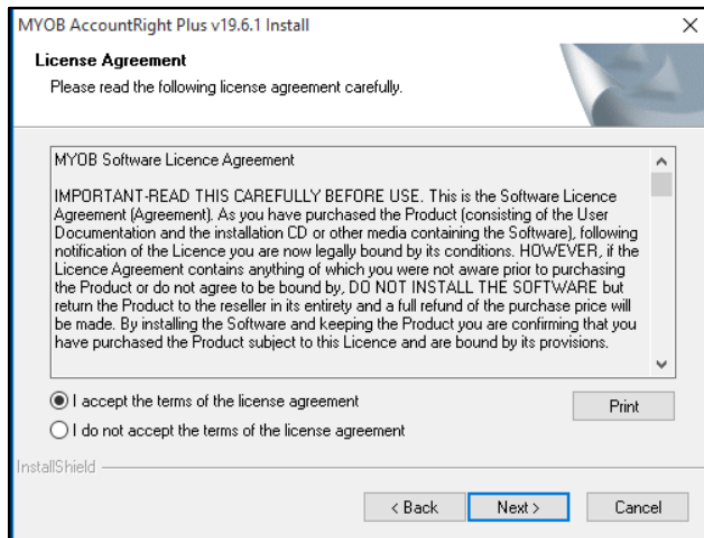 MYOB AccountRight Plus v19.6.1 Install
License Agreement
Please read the following license agreement carefully.
MYOB Software Licence Agreement
IMPORTANT-READ THIS CAREFULLY BEFORE USE. This is the Software Licence
Agreement (Agreement). As you have purchased the Product (consisting of the User
Documentation and the installation CD or other media containing the Software), following
notification of the Licence you are now legally bound by its conditions. HOWEVER, if the
Licence Agreement contains anything of which you were not aware prior to purchasing
the Product or do not agree to be bound by, DO NOT INSTALL THE SOFTWARE but
return the Product to the reseller in its entirety and a full refund of the purchase price will
be made. By installing the Software and keeping the Product you are confirming that you
have purchased the Product subject to this Licence and are bound by its provisions.
I accept the terms of the license agreement
Print
I do not accept the terms of the license agreement
InstallShield
< Back Next > Cancel